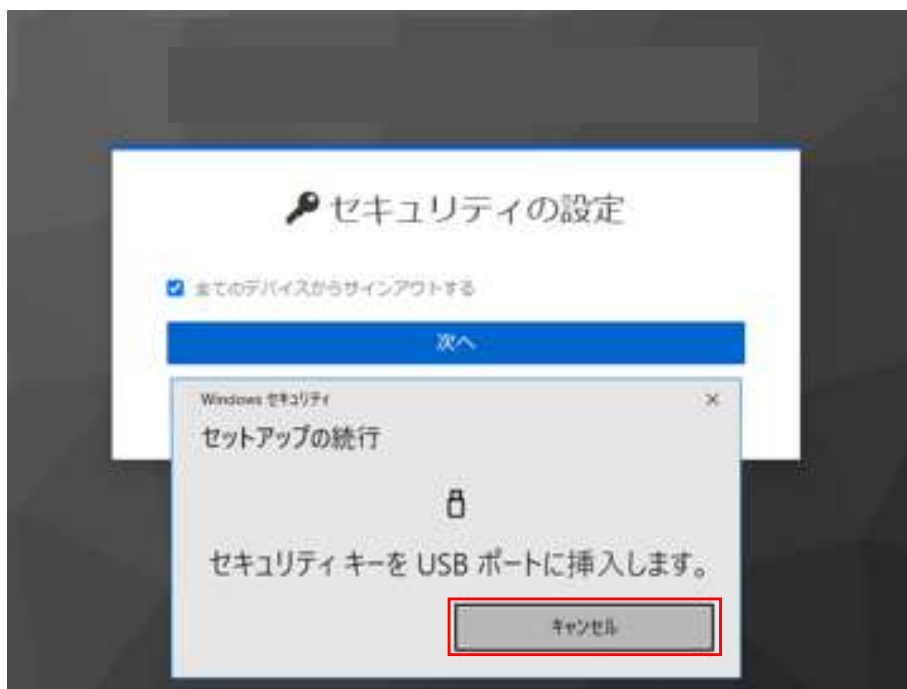 セキュリティの設定
全てのデバイスからサインアウトする
次へ
Windows セキュリティ
セットアップの続行
セキュリティ キーを USB ポートに挿入します。
キャンセル